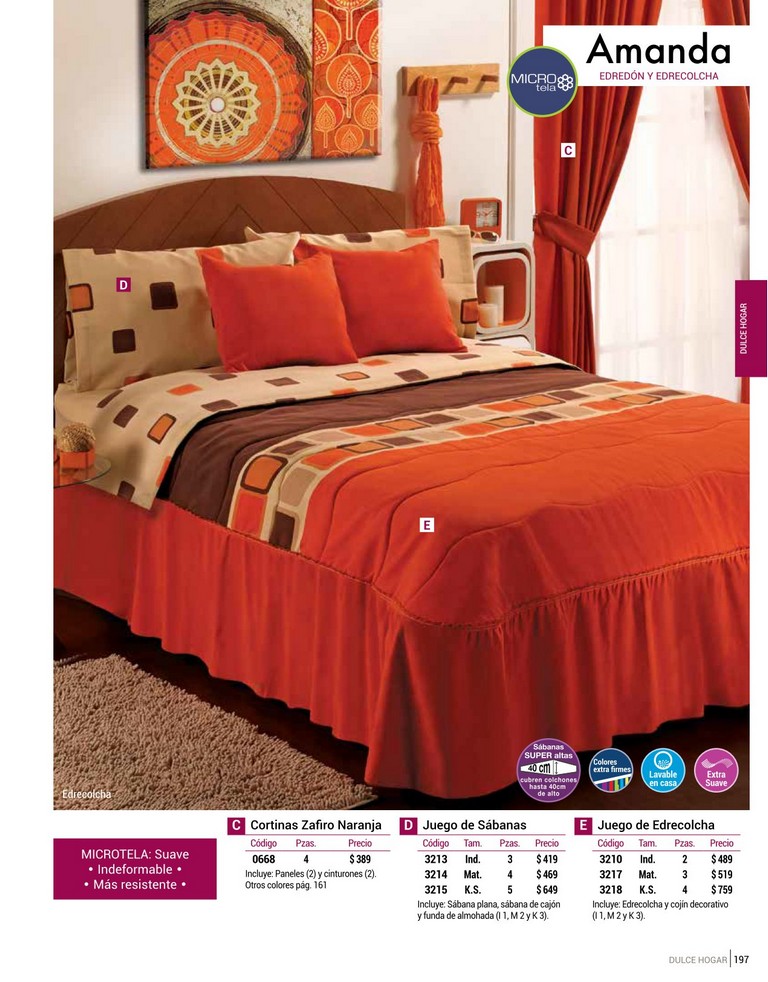 Amanda
EDREDÓN Y EDRECOLCHA
MICRO
tela
C
D
DULCE HOGAR
E
Sábanas
SUPER altas
40 cm
cubren colchones
hasta 40cm
de alto
Colores
extra firmes
Lavable
en casa
Extra
Suave
Edrecolcha
MICROTELA: Suave
• Indeformable •
• Más resistente •
C Cortinas Zafiro Naranja
Código Pzas. Precio
0668 4 $ 389
Incluye: Paneles (2) y cinturones (2).
Otros colores pág. 161
D Juego de Sábanas
Código Tam. Pzas. Precio
3213 Ind. 3 $ 419
3214 Mat. 4 $ 469
3215 K.S. 5 $ 649
Incluye: Sábana plana, sábana de cajón
y funda de almohada (I 1, M 2 y K 3).
E Juego de Edrecolcha
Código Tam. Pzas. Precio
3210 Ind. 2 $ 489
3217 Mat. 3 $ 519
3218 K.S. 4 $ 759
Incluye: Edrecolcha y cojín decorativo
(I 1, M 2 y K 3).
DULCE HOGAR 197